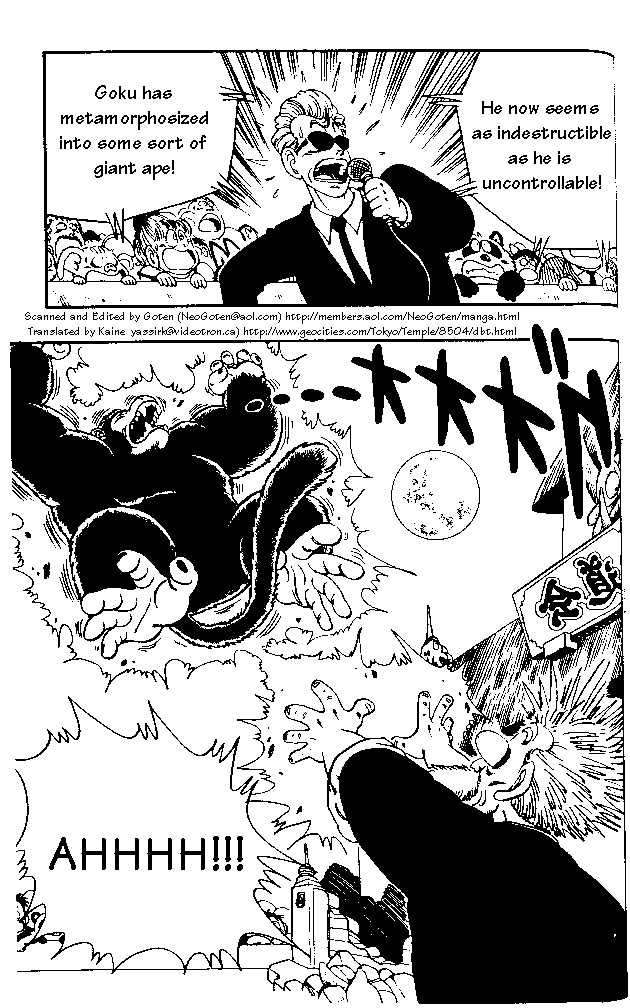 Goku has
metamorphosized
into some sort of
giant ape!
He now seems
as indestructible
as he is
uncontrollable!
Scanned and Edited by Goten (NeoGoten@aol.com) http://members.aol.com/NeoGoten/manga.html
Translated by Kaine yassirk@videotron.ca) http://www.geocities.com/Tokyo/Temple/8504/dbt.html
AHHHH!!!